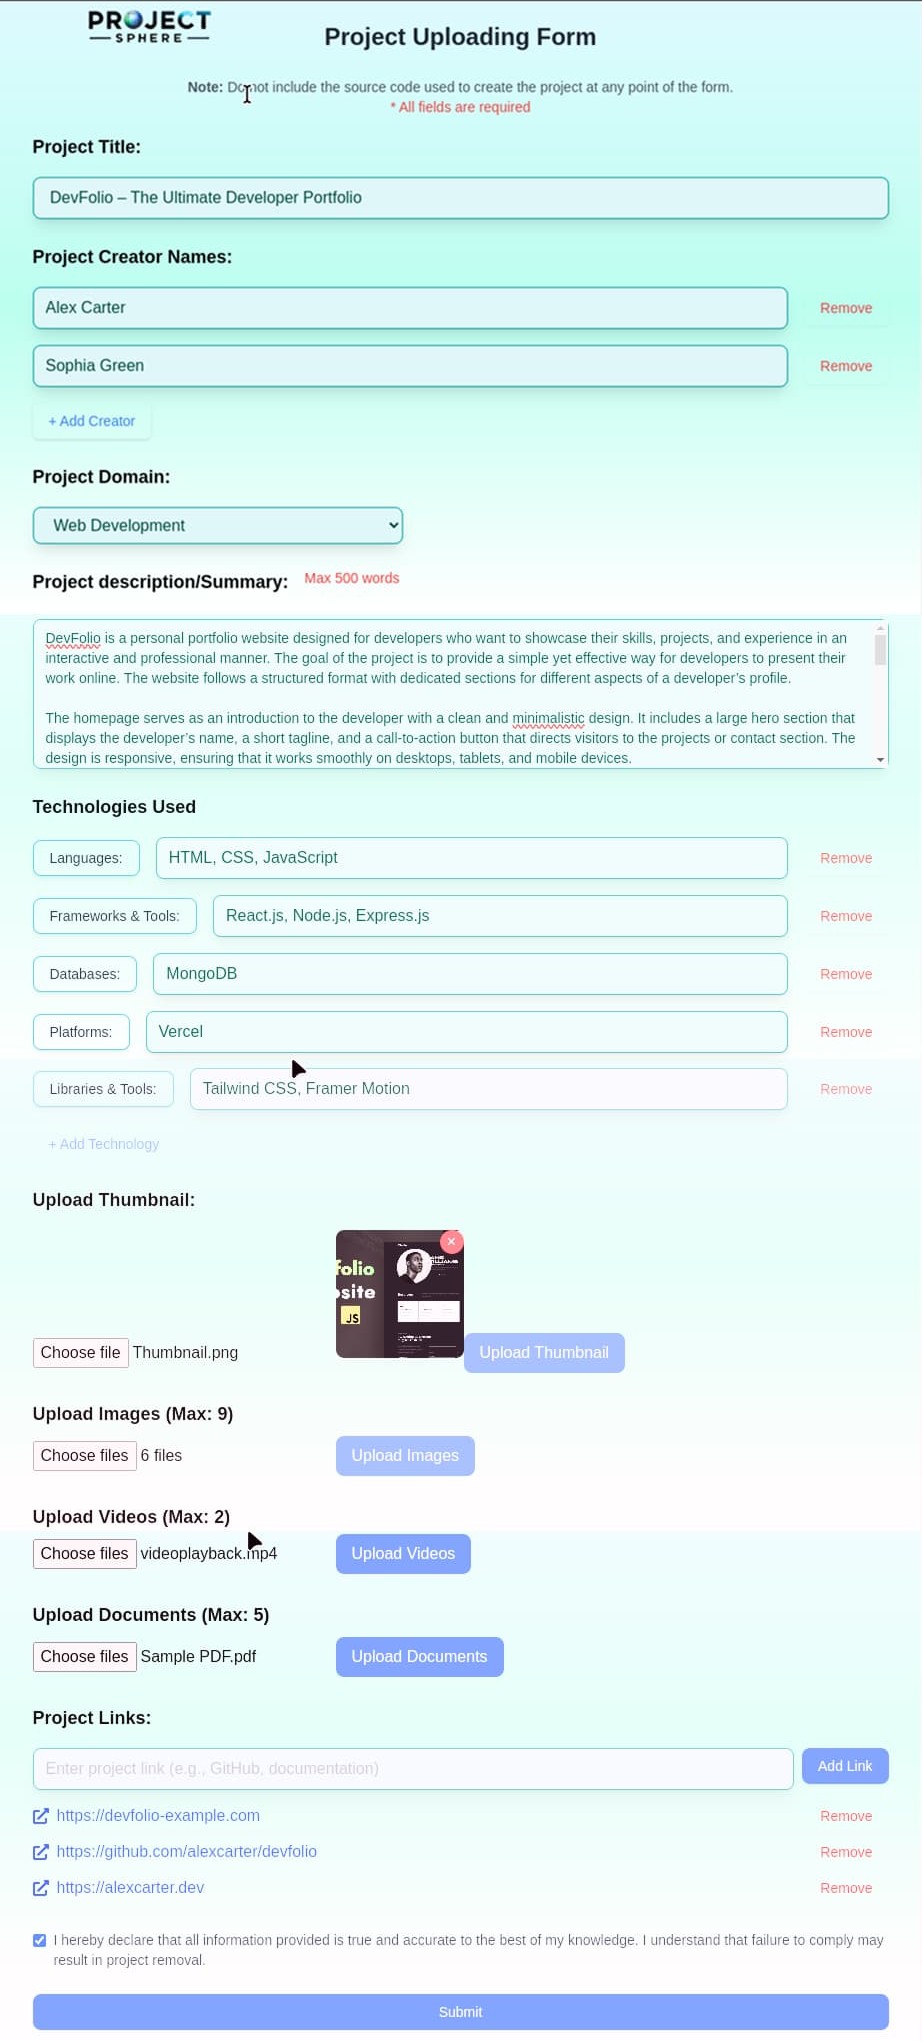 PROJECT
SPHERE
Project Uploading Form
Note: Do not include the source code used to create the project at any point of the form.
* All fields are required
Project Title:
DevFolio – The Ultimate Developer Portfolio
Project Creator Names:
Alex Carter
Remove
Sophia Green
Remove
+ Add Creator
Project Domain:
Web Development
Project description/Summary: Max 500 words
DevFolio is a personal portfolio website designed for developers who want to showcase their skills, projects, and experience in an
interactive and professional manner. The goal of the project is to provide a simple yet effective way for developers to present their
work online. The website follows a structured format with dedicated sections for different aspects of a developer’s profile.
The homepage serves as an introduction to the developer with a clean and minimalistic design. It includes a large hero section that
displays the developer’s name, a short tagline, and a call-to-action button that directs visitors to the projects or contact section. The
design is responsive, ensuring that it works smoothly on desktops, tablets, and mobile devices.
Technologies Used
Languages: HTML, CSS, JavaScript Remove
Frameworks & Tools: React.js, Node.js, Express.js Remove
Databases: MongoDB Remove
Platforms: Vercel Remove
Libraries & Tools: Tailwind CSS, Framer Motion Remove
+ Add Technology
Upload Thumbnail:
folio
osite
JS
Choose file Thumbnail.png Upload Thumbnail
Upload Images (Max: 9)
Choose files 6 files Upload Images
Upload Videos (Max: 2)
Choose files videoplayback.mp4 Upload Videos
Upload Documents (Max: 5)
Choose files Sample PDF.pdf Upload Documents
Project Links:
Enter project link (e.g., GitHub, documentation) Add Link
https://devfolio-example.com Remove
https://github.com/alexcarter/devfolio Remove
https://alexcarter.dev Remove
I hereby declare that all information provided is true and accurate to the best of my knowledge. I understand that failure to comply may
result in project removal.
Submit